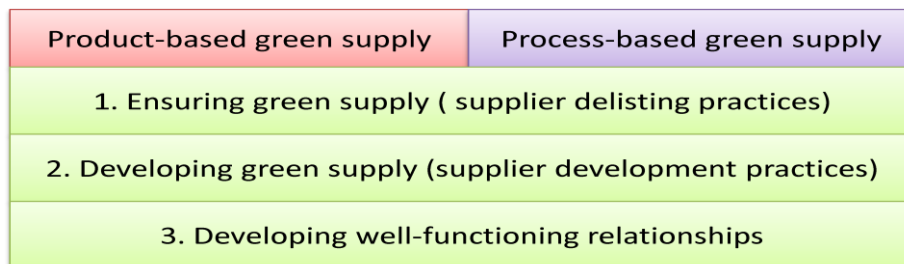 Product-based green supply
Process-based green supply
1. Ensuring green supply ( supplier delisting practices)
2. Developing green supply (supplier development practices)
3. Developing well-functioning relationships